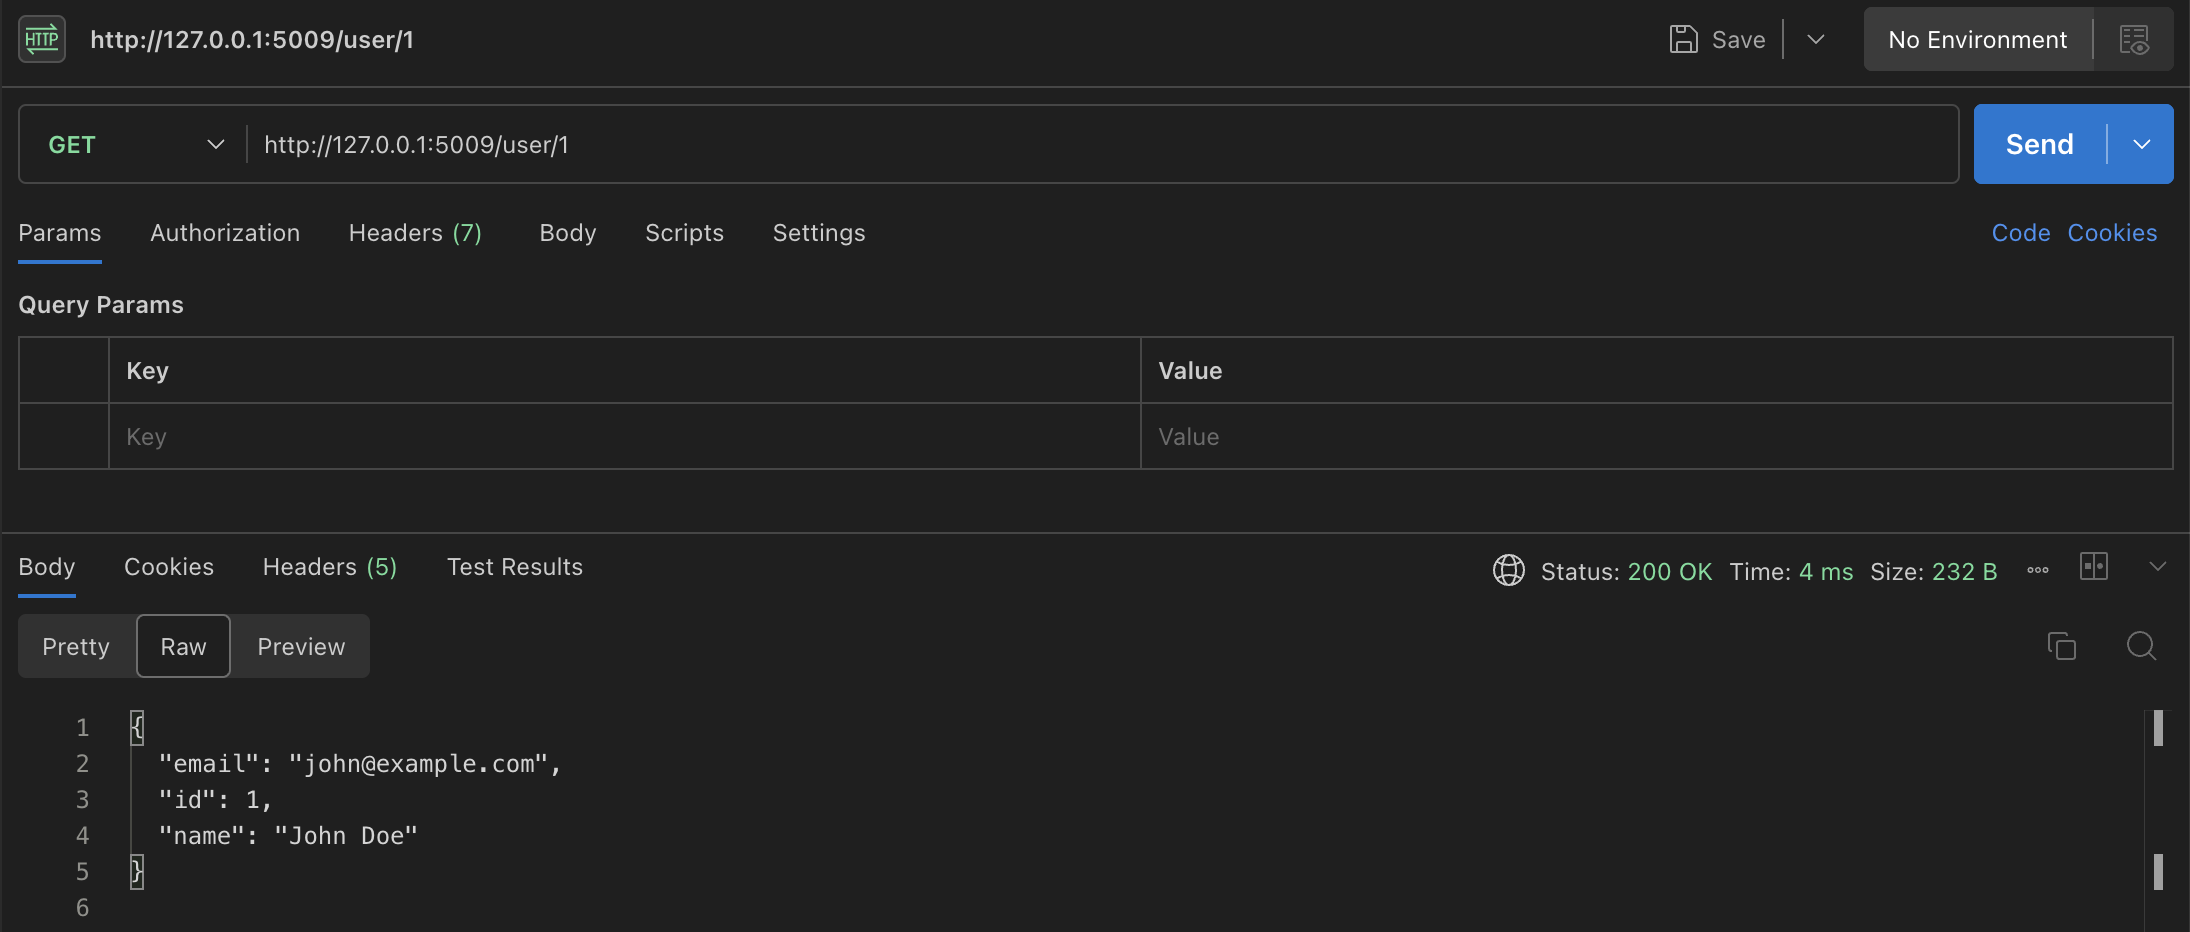 HTTP http://127.0.0.1:5009/user/1 Save No Environment
GET http://127.0.0.1:5009/user/1 Send
Params Authorization Headers (7) Body Scripts Settings Code Cookies
Query Params
Key Value
Key Value
Body Cookies Headers (5) Test Results Status: 200 OK Time: 4 ms Size: 232 B
Pretty Raw Preview
1 {
2 "email": "john@example.com",
3 "id": 1,
4 "name": "John Doe"
5 }
6